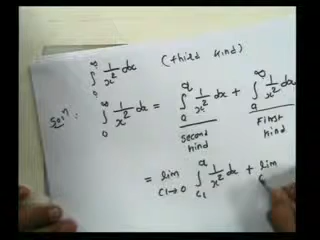 ∫₀^∞ 1/x² dx (third kind)
Solⁿ: ∫₀^∞ 1/x² dx = ∫₀^a 1/x² dx + ∫ₐ^∞ 1/x² dx
second kind First kind
= lim_{c₁→0} ∫_{c₁}^a 1/x² dx + lim